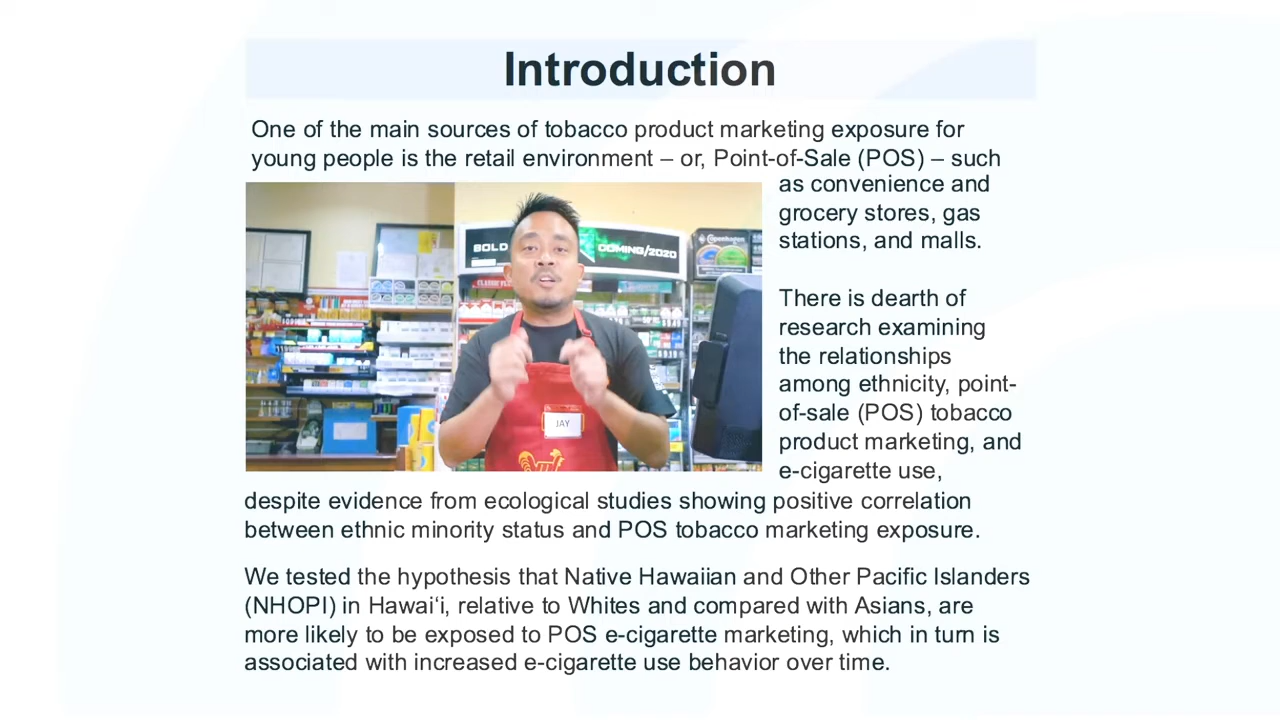 Introduction
One of the main sources of tobacco product marketing exposure for
young people is the retail environment – or, Point-of-Sale (POS) – such
as convenience and
grocery stores, gas
stations, and malls.
There is dearth of
research examining
the relationships
among ethnicity, point-
of-sale (POS) tobacco
product marketing, and
e-cigarette use,
BOLD
COMING/2020
Copenhagen
JAY
despite evidence from ecological studies showing positive correlation
between ethnic minority status and POS tobacco marketing exposure.
We tested the hypothesis that Native Hawaiian and Other Pacific Islanders
(NHOPI) in Hawai‘i, relative to Whites and compared with Asians, are
more likely to be exposed to POS e-cigarette marketing, which in turn is
associated with increased e-cigarette use behavior over time.